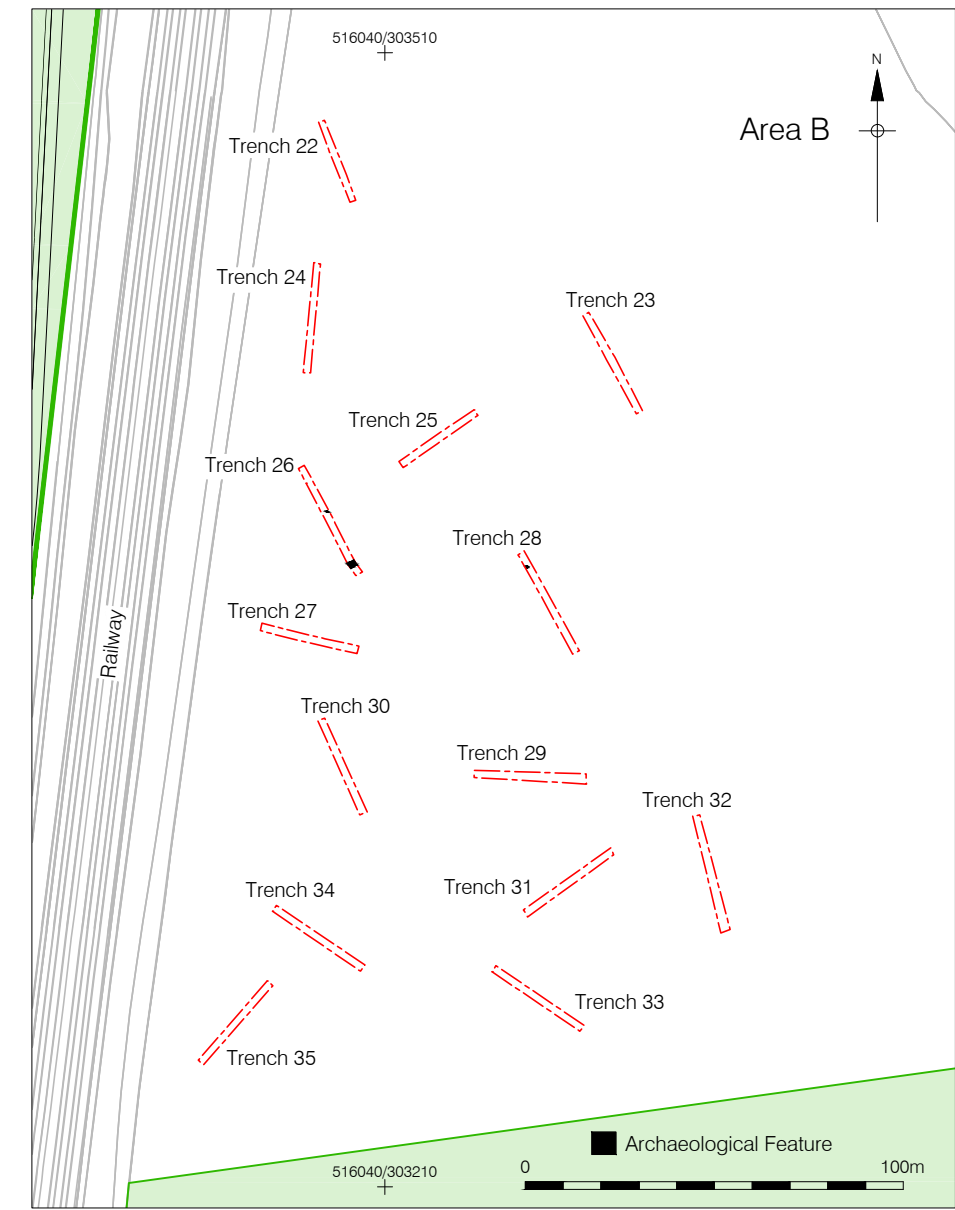 516040/303510
N
Area B
Trench 22
Trench 24
Trench 23
Trench 25
Trench 26
Trench 28
Trench 27
Railway
Trench 30
Trench 29
Trench 32
Trench 34
Trench 31
Trench 33
Trench 35
Archaeological Feature
516040/303210
0
100m